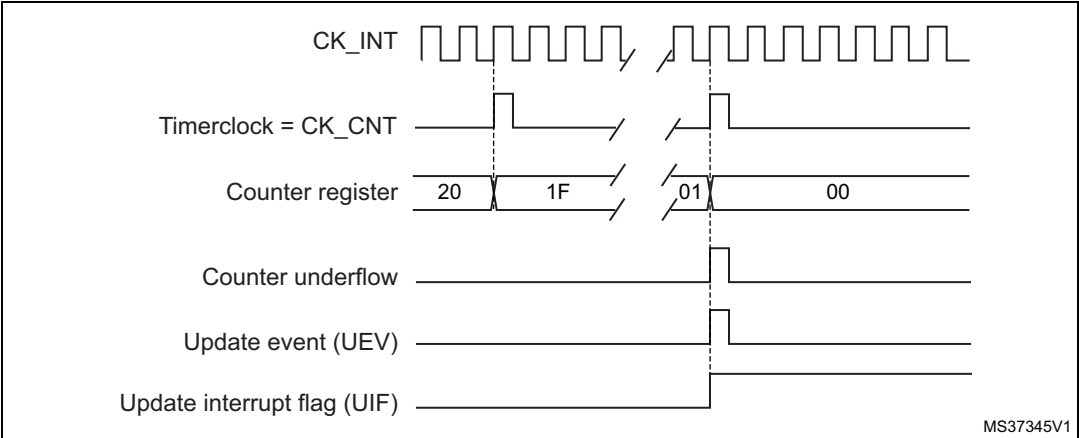 CK_INT
Timerclock = CK_CNT
Counter register
20
1F
01
00
Counter underflow
Update event (UEV)
Update interrupt flag (UIF)
MS37345V1